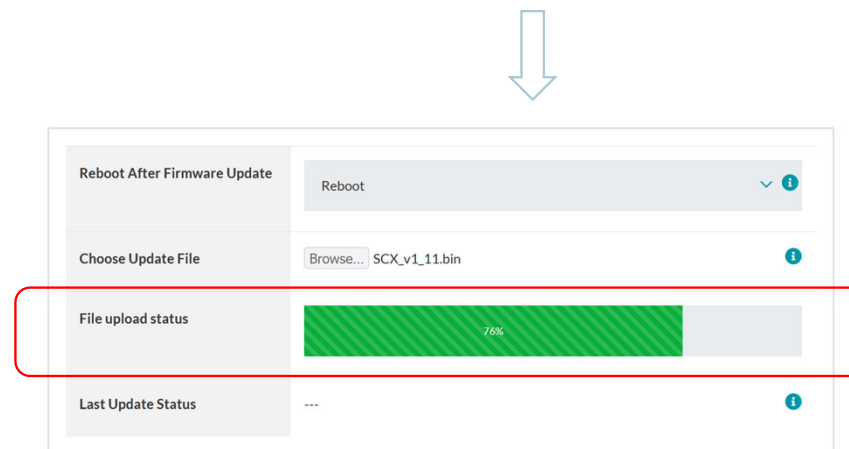 Reboot After Firmware Update
Reboot
Choose Update File
Browse... SCX_v1_11.bin
File upload status
76%
Last Update Status
---